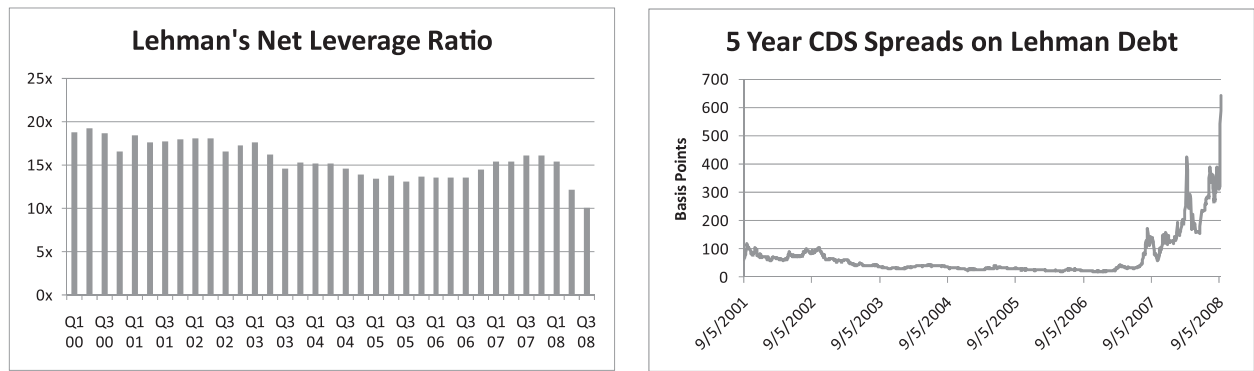 Lehman's Net Leverage Ratio
25x
20x
15x
10x
5x
0x
Q1 Q3 Q1 Q3 Q1 Q3 Q1 Q3 Q1 Q3 Q1 Q3 Q1 Q3 Q1 Q3 Q1 Q3
00 00 01 01 02 02 03 03 04 04 05 05 06 06 07 07 08 08
5 Year CDS Spreads on Lehman Debt
700
600
500
400
300
200
100
0
Basis Points
9/5/2001
9/5/2002
9/5/2003
9/5/2004
9/5/2005
9/5/2006
9/5/2007
9/5/2008